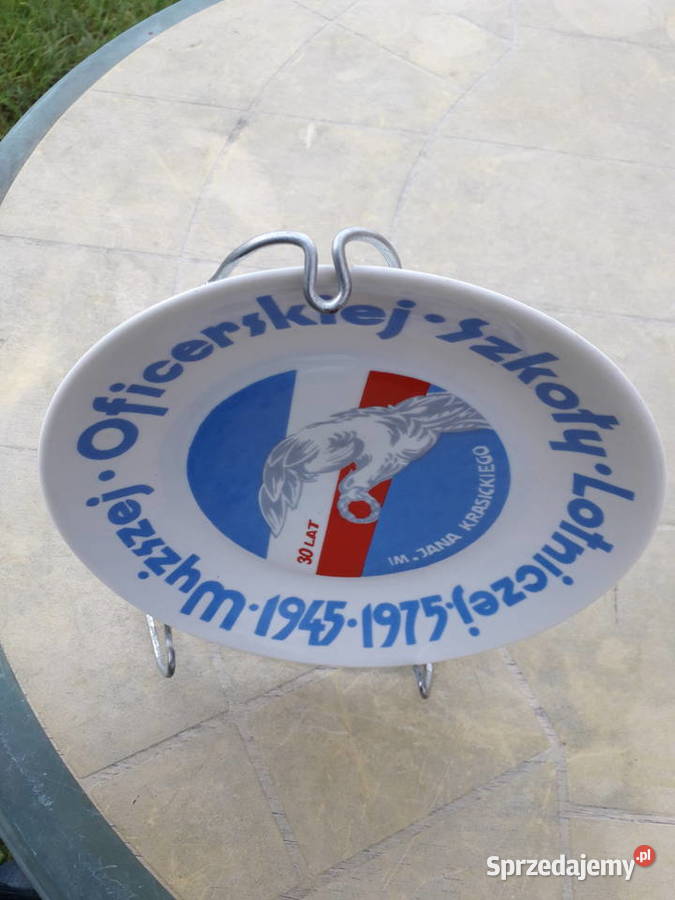 Wyższej · Oficerskiej · Szkoły · Lotniczej · 1945 · 1975 ·
30 LAT
IM. JANA KRASICKIEGO
Sprzedajemy.pl